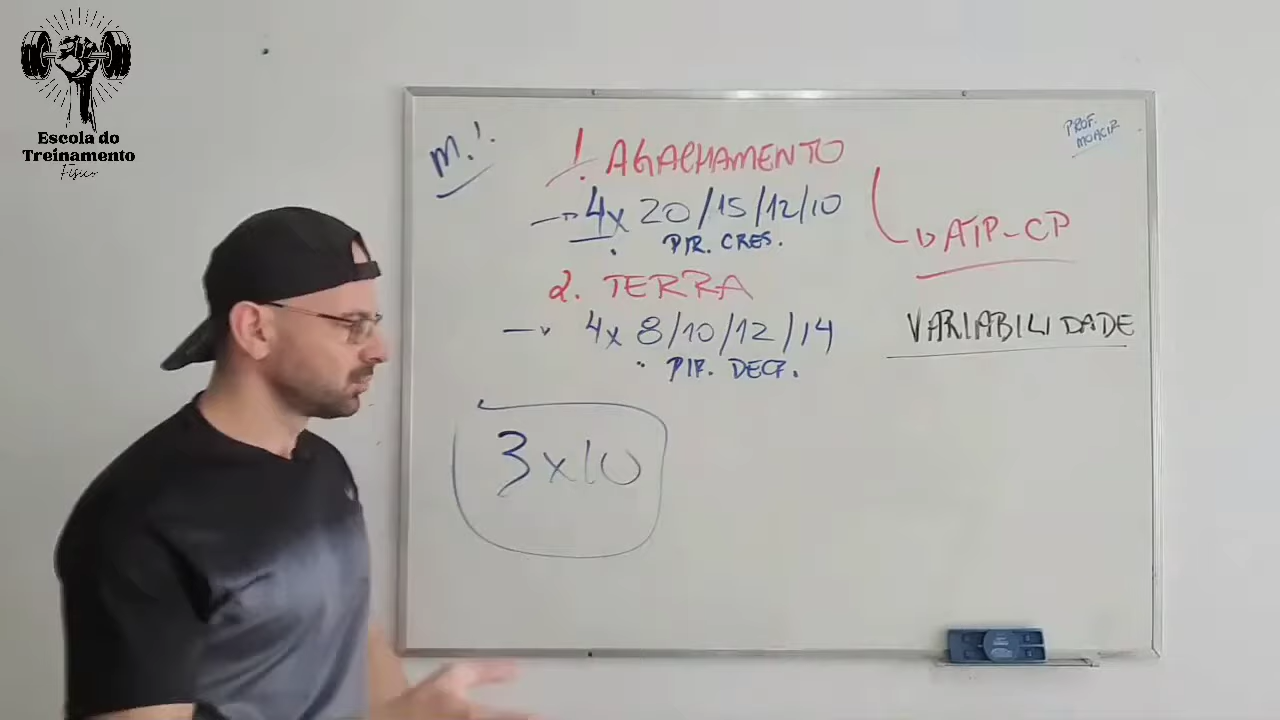 Escola do
Treinamento
Físico
M.I.
PROF.
MOACIR
1. AGACHAMENTO
4x 20/15/12/10
PIR. CRES.
ATP-CP
2. TERRA
4x 8/10/12/14
PIR. DECR.
VARIABILIDADE
3x10